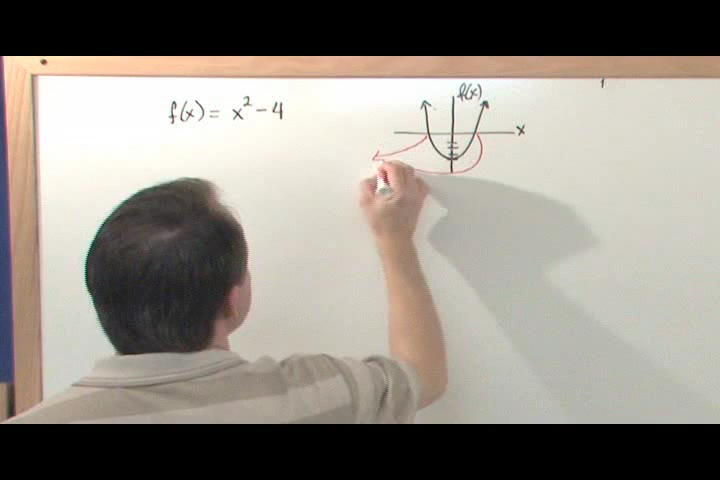 f(x) = x² - 4
f(x)
x